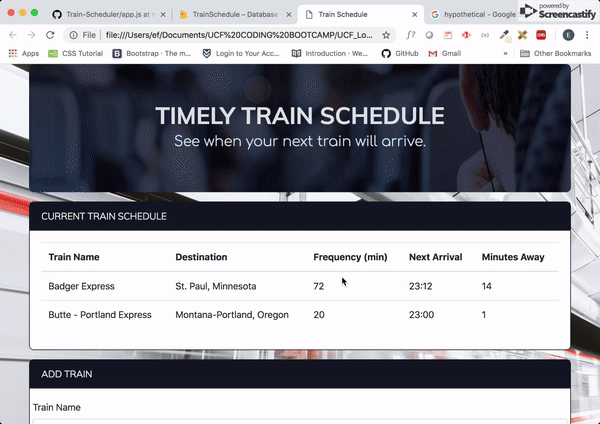 powered by
Screencastify
Train-Scheduler/app.js at
TrainSchedule – Database
Train Schedule
hypothetical - Google
File | file:///Users/ef/Documents/UCF%20CODING%20BOOTCAMP/UCF_Lo...
Apps CSS Tutorial Bootstrap · The m... Login to Your Acc... Introduction · We... GitHub Gmail » Other Bookmarks
TIMELY TRAIN SCHEDULE
See when your next train will arrive.
CURRENT TRAIN SCHEDULE
Train Name Destination Frequency (min) Next Arrival Minutes Away
Badger Express St. Paul, Minnesota 72 23:12 14
Butte - Portland Express Montana-Portland, Oregon 20 23:00 1
ADD TRAIN
Train Name